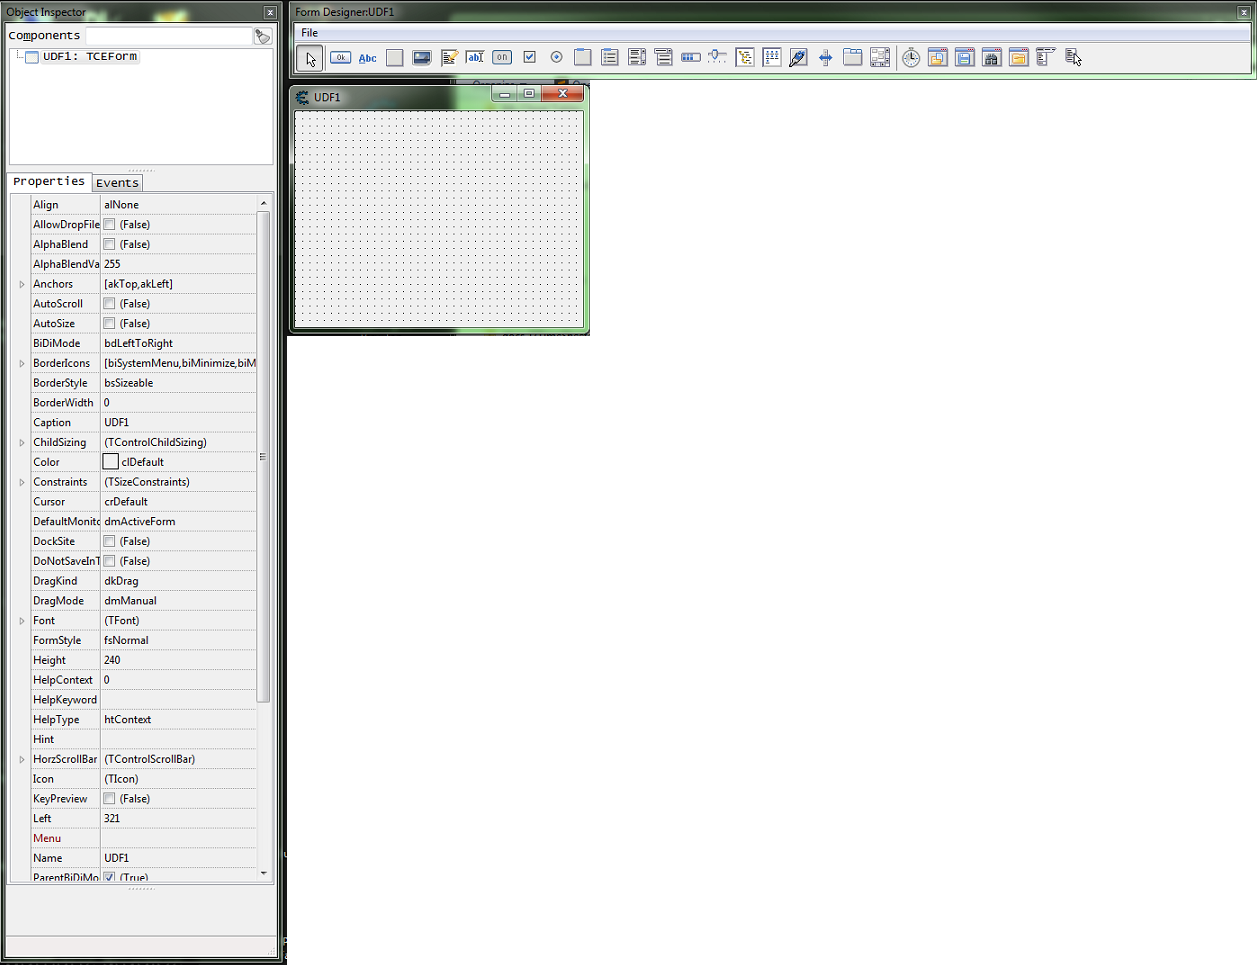 Object Inspector
Components
UDF1: TCEForm
Properties Events
Align alNone
AllowDropFile (False)
AlphaBlend (False)
AlphaBlendVa 255
Anchors [akTop,akLeft]
AutoScroll (False)
AutoSize (False)
BiDiMode bdLeftToRight
BorderIcons [biSystemMenu,biMinimize,biM
BorderStyle bsSizeable
BorderWidth 0
Caption UDF1
ChildSizing (TControlChildSizing)
Color clDefault
Constraints (TSizeConstraints)
Cursor crDefault
DefaultMonito dmActiveForm
DockSite (False)
DoNotSaveInT (False)
DragKind dkDrag
DragMode dmManual
Font (TFont)
FormStyle fsNormal
Height 240
HelpContext 0
HelpKeyword
HelpType htContext
Hint
HorzScrollBar (TControlScrollBar)
Icon (TIcon)
KeyPreview (False)
Left 321
Menu
Name UDF1
ParentBiDiMo (True)
Form Designer:UDF1
File
Ok Abc ab on
UDF1